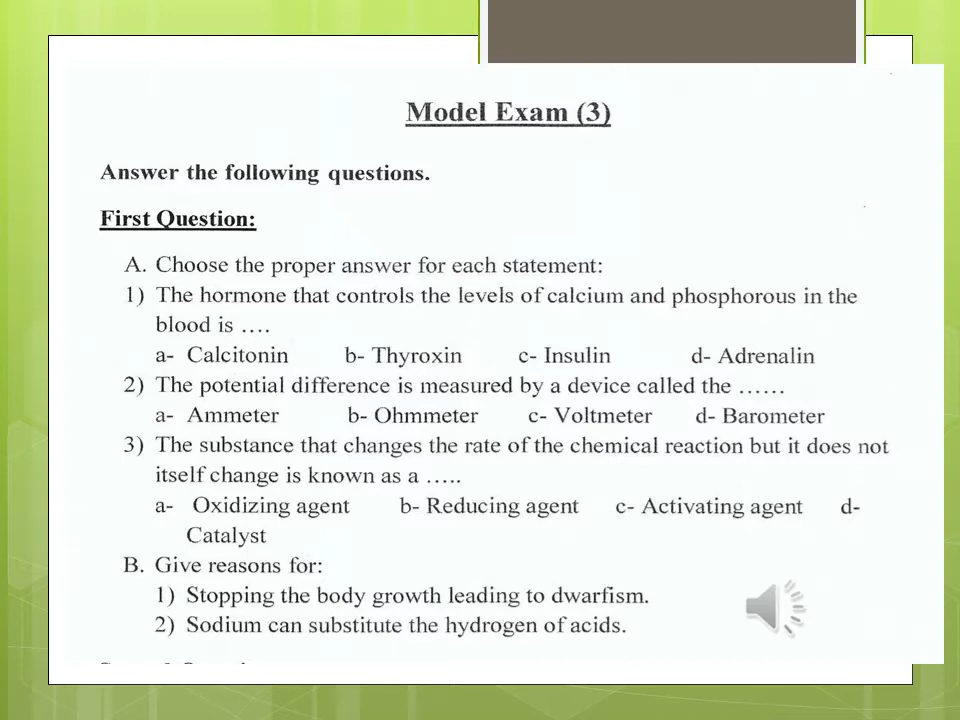 Model Exam (3)
Answer the following questions.
First Question:
A. Choose the proper answer for each statement:
1) The hormone that controls the levels of calcium and phosphorous in the
blood is ....
a- Calcitonin b- Thyroxin c- Insulin d- Adrenalin
2) The potential difference is measured by a device called the ......
a- Ammeter b- Ohmmeter c- Voltmeter d- Barometer
3) The substance that changes the rate of the chemical reaction but it does not
itself change is known as a .....
a- Oxidizing agent b- Reducing agent c- Activating agent d-
Catalyst
B. Give reasons for:
1) Stopping the body growth leading to dwarfism.
2) Sodium can substitute the hydrogen of acids.